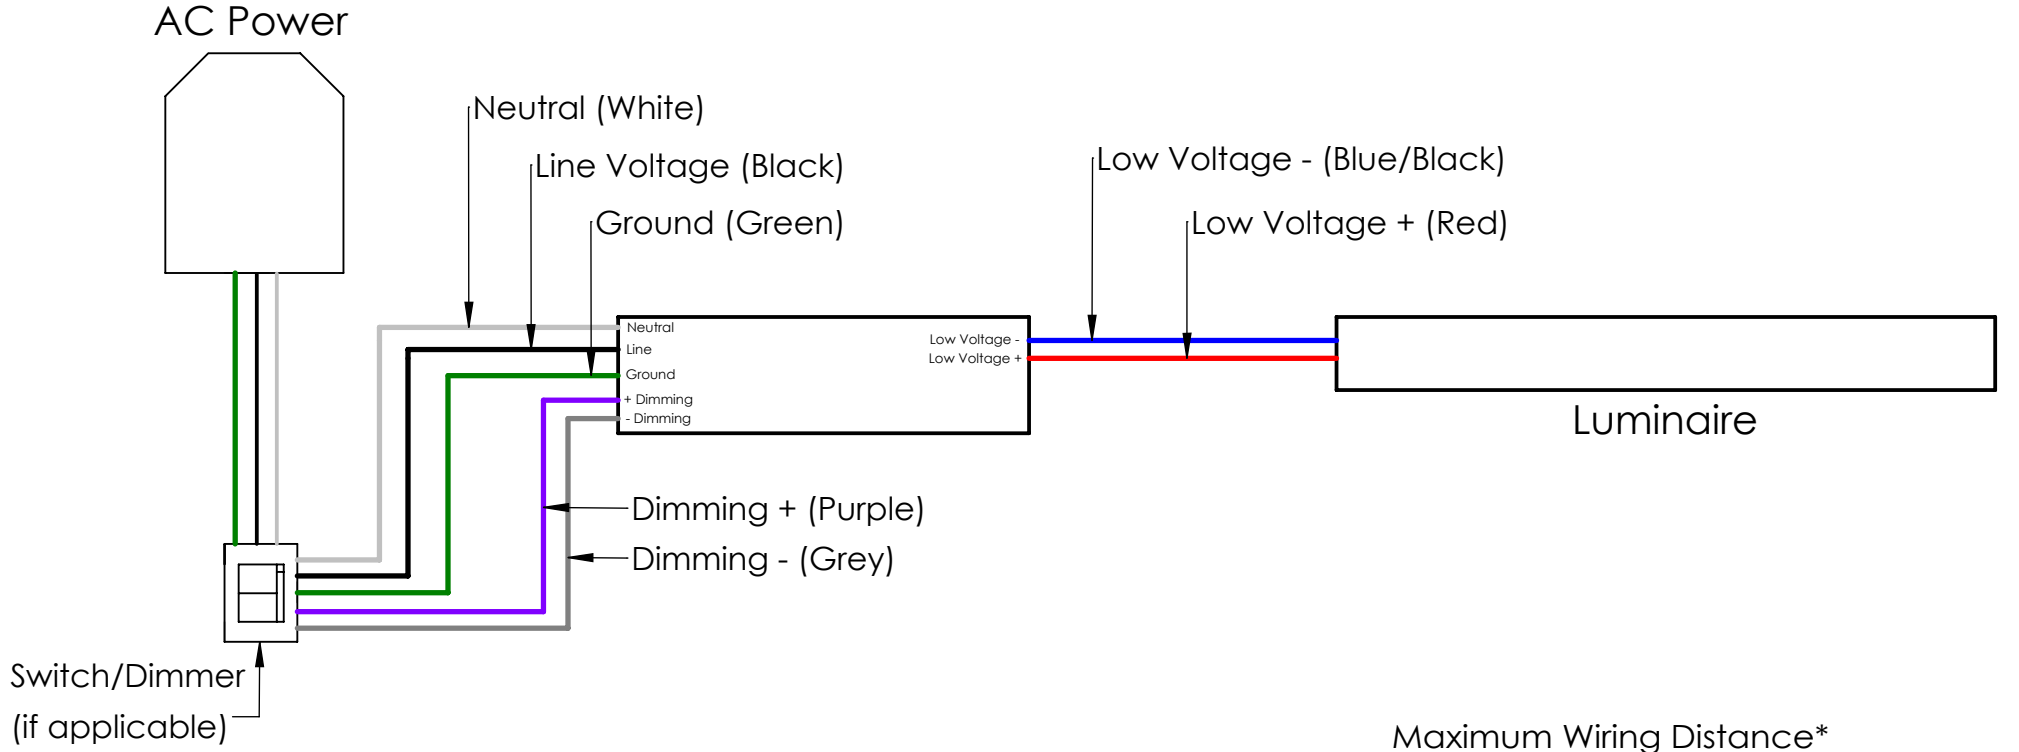 AC Power
Neutral (White)
Line Voltage (Black)
Ground (Green)
Low Voltage - (Blue/Black)
Low Voltage + (Red)
Neutral
Line
Ground
+ Dimming
- Dimming
Low Voltage -
Low Voltage +
Luminaire
Dimming + (Purple)
Dimming - (Grey)
Switch/Dimmer
(if applicable)
Maximum Wiring Distance*